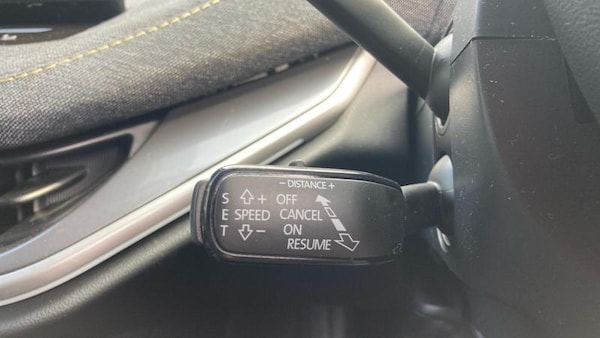 - DISTANCE +
S + OFF
E SPEED CANCEL
T - ON
RESUME